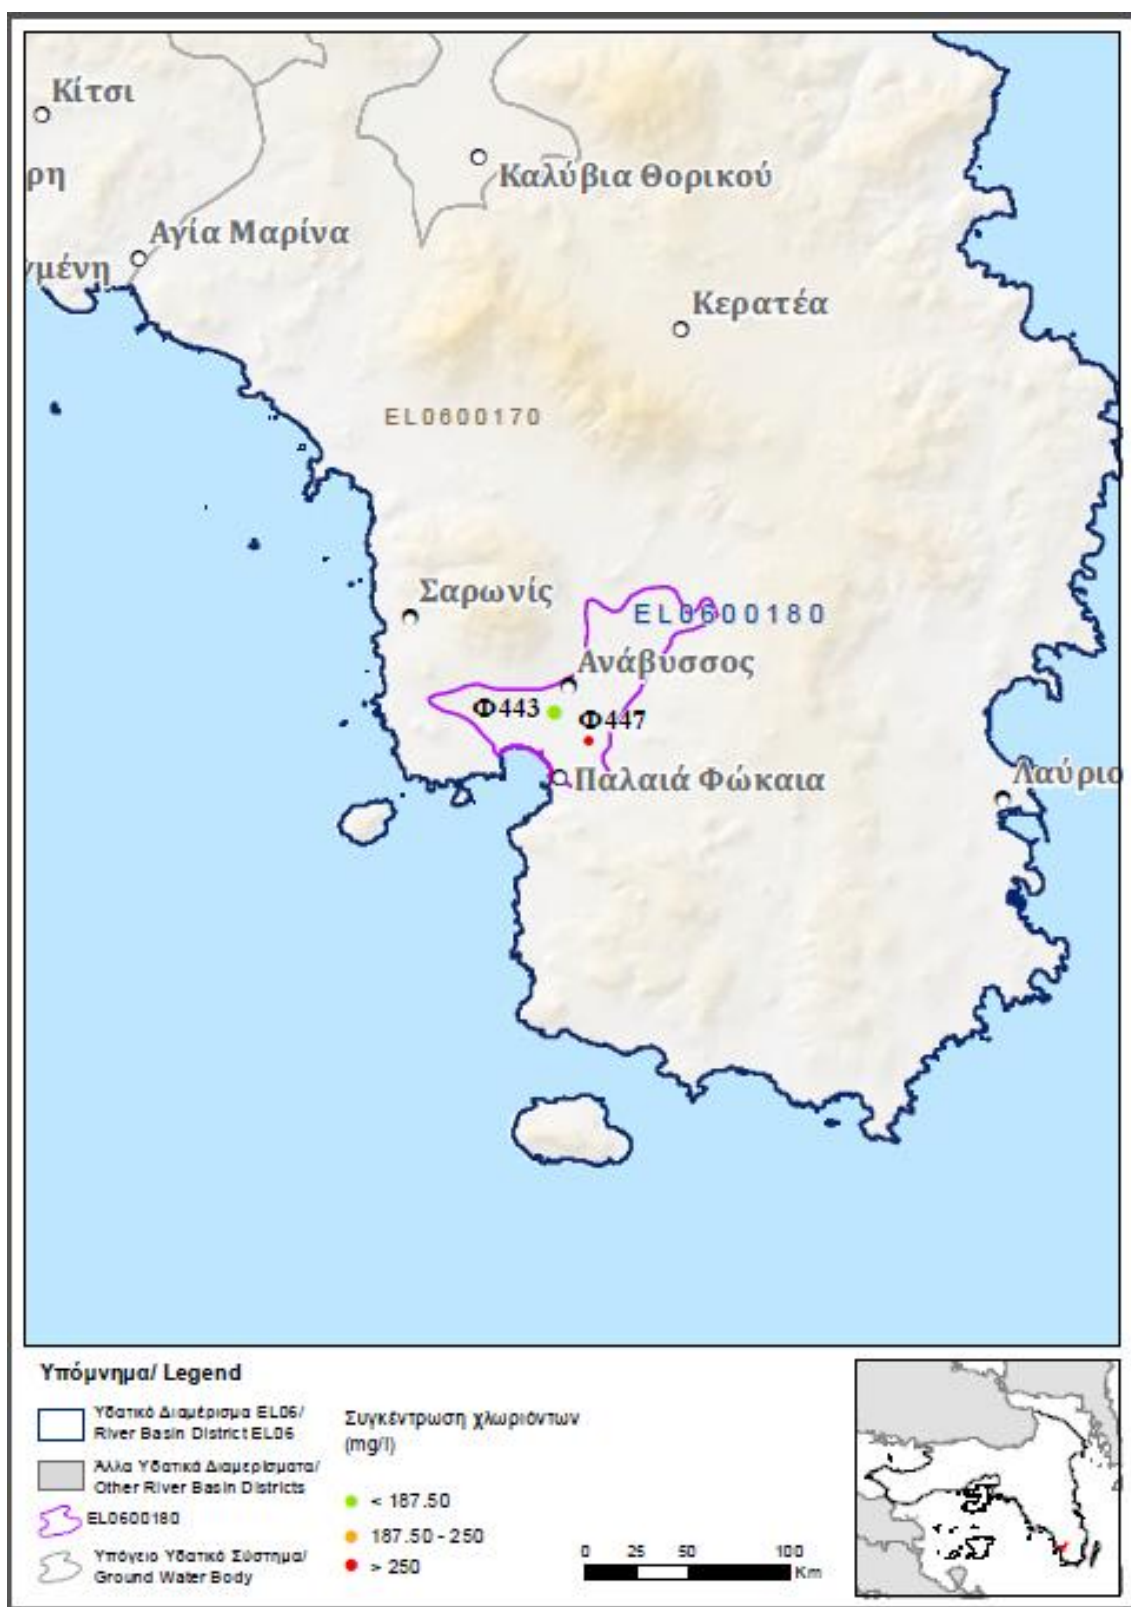 Κίτσι
ρη
Καλύβια Θορικού
Αγία Μαρίνα
γμένη
Κερατέα
EL0600170
Σαρωνίς
EL0600180
Ανάβυσσος
Φ443
Φ447
Παλαιά Φώκαια
Λαύριο
Υπόμνημα/ Legend
Υδατικό Διαμέρισμα EL06/
River Basin District EL06
Άλλα Υδατικά Διαμερίσματα/
Other River Basin Districts
EL0600180
Υπόγειο Υδατικό Σύστημα/
Ground Water Body
Συγκέντρωση χλωριόντων
(mg/l)
< 187.50
187.50 - 250
> 250
0 25 50 100
Km